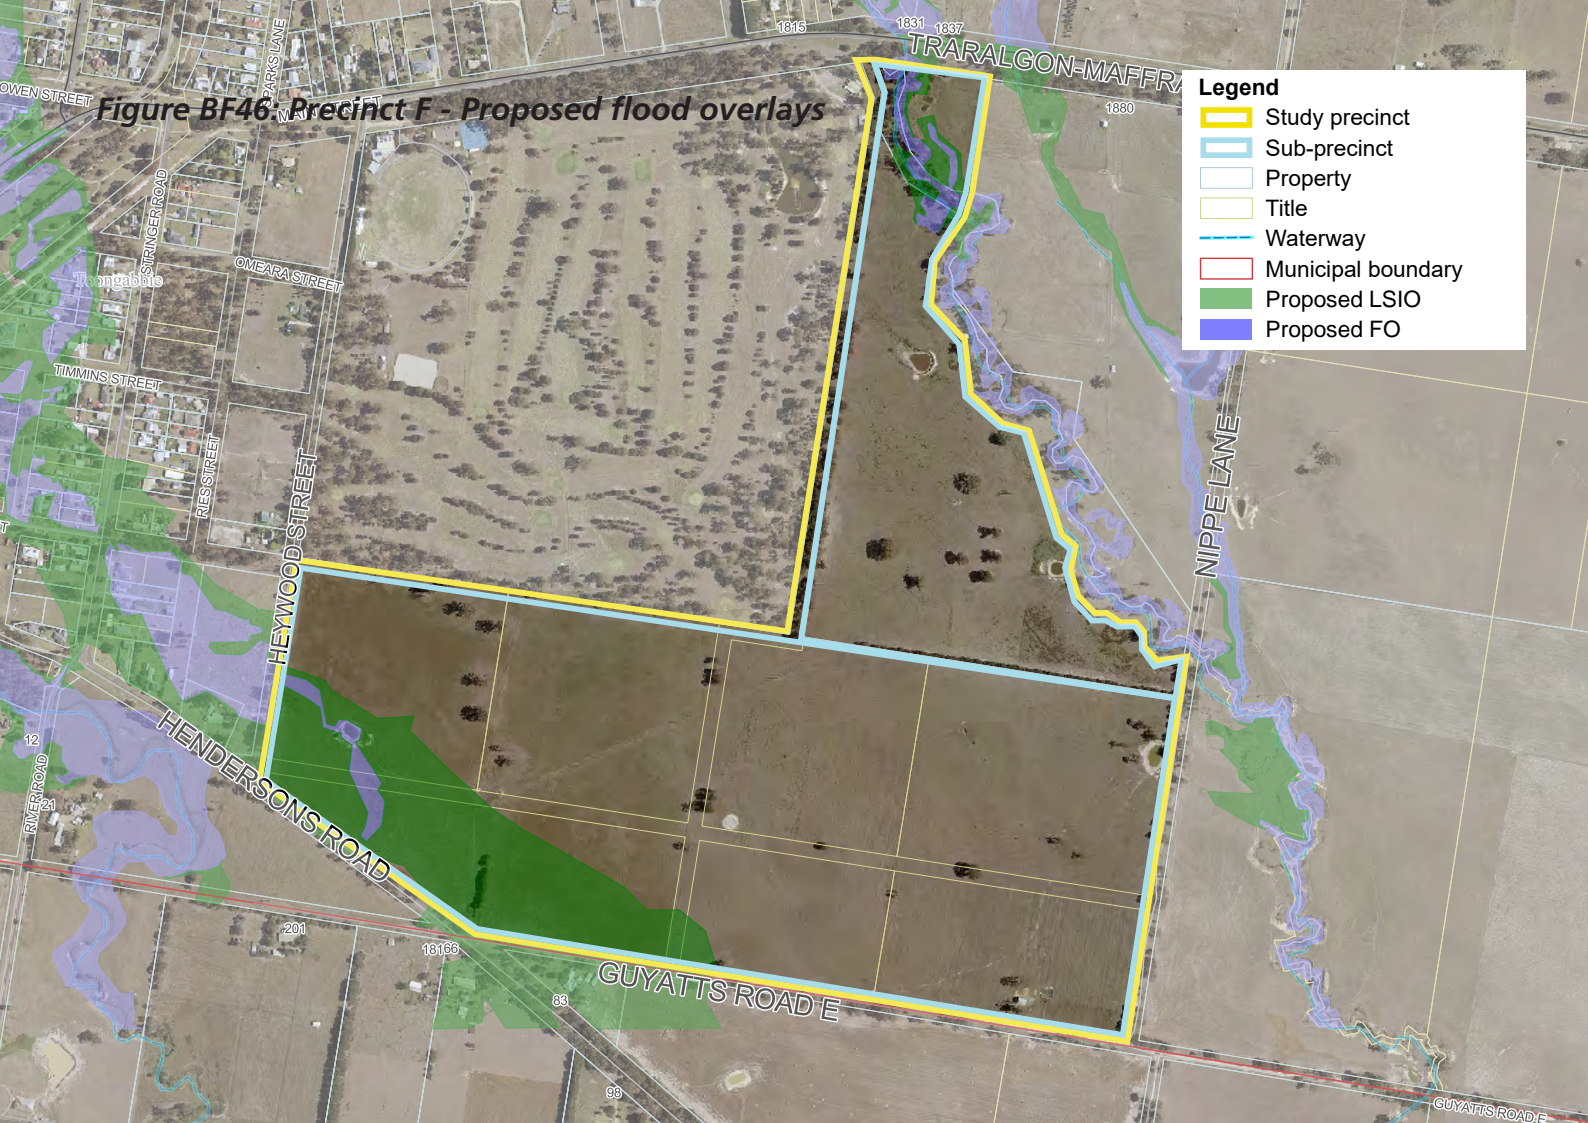 1815
1831
1837
TRARALGON-MAFFRA
1880
OWEN STREET
PARKS LANE
MAIN STREET
Figure BF46. Precinct F - Proposed flood overlays
Legend
Study precinct
Sub-precinct
Property
Title
Waterway
Municipal boundary
Proposed LSIO
Proposed FO
STRINGER ROAD
OMEARA STREET
Toongabbie
TIMMINS STREET
RIES STREET
HEYWOOD STREET
NIPPE LANE
HENDERSONS ROAD
12
21
RIVER ROAD
201
18166
83
98
GUYATTS ROAD E
GUYATTS ROAD E